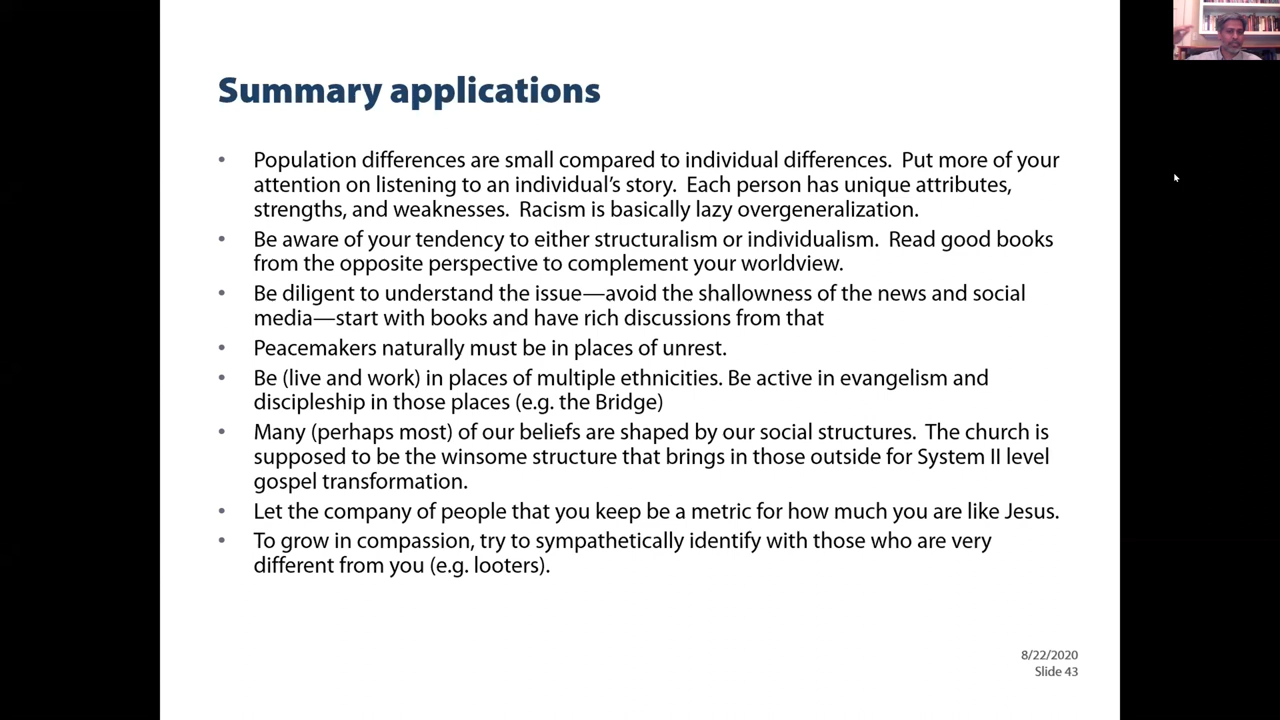 Summary applications
• Population differences are small compared to individual differences.  Put more of your
attention on listening to an individual’s story.  Each person has unique attributes,
strengths, and weaknesses.  Racism is basically lazy overgeneralization.
• Be aware of your tendency to either structuralism or individualism.  Read good books
from the opposite perspective to complement your worldview.
• Be diligent to understand the issue—avoid the shallowness of the news and social
media—start with books and have rich discussions from that
• Peacemakers naturally must be in places of unrest.
• Be (live and work) in places of multiple ethnicities. Be active in evangelism and
discipleship in those places (e.g. the Bridge)
• Many (perhaps most) of our beliefs are shaped by our social structures.  The church is
supposed to be the winsome structure that brings in those outside for System II level
gospel transformation.
• Let the company of people that you keep be a metric for how much you are like Jesus.
• To grow in compassion, try to sympathetically identify with those who are very
different from you (e.g. looters).
8/22/2020
Slide 43